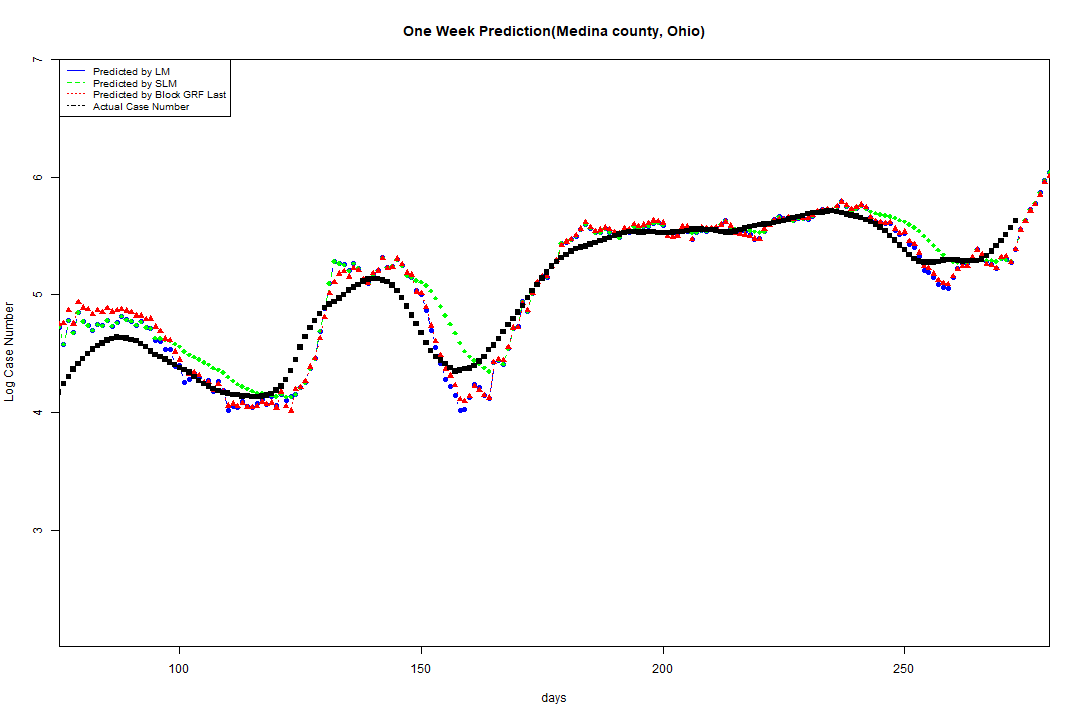 One Week Prediction(Medina county, Ohio)
Predicted by LM
Predicted by SLM
Predicted by Block GRF Last
Actual Case Number
7
6
5
4
3
Log Case Number
100 150 200 250
days